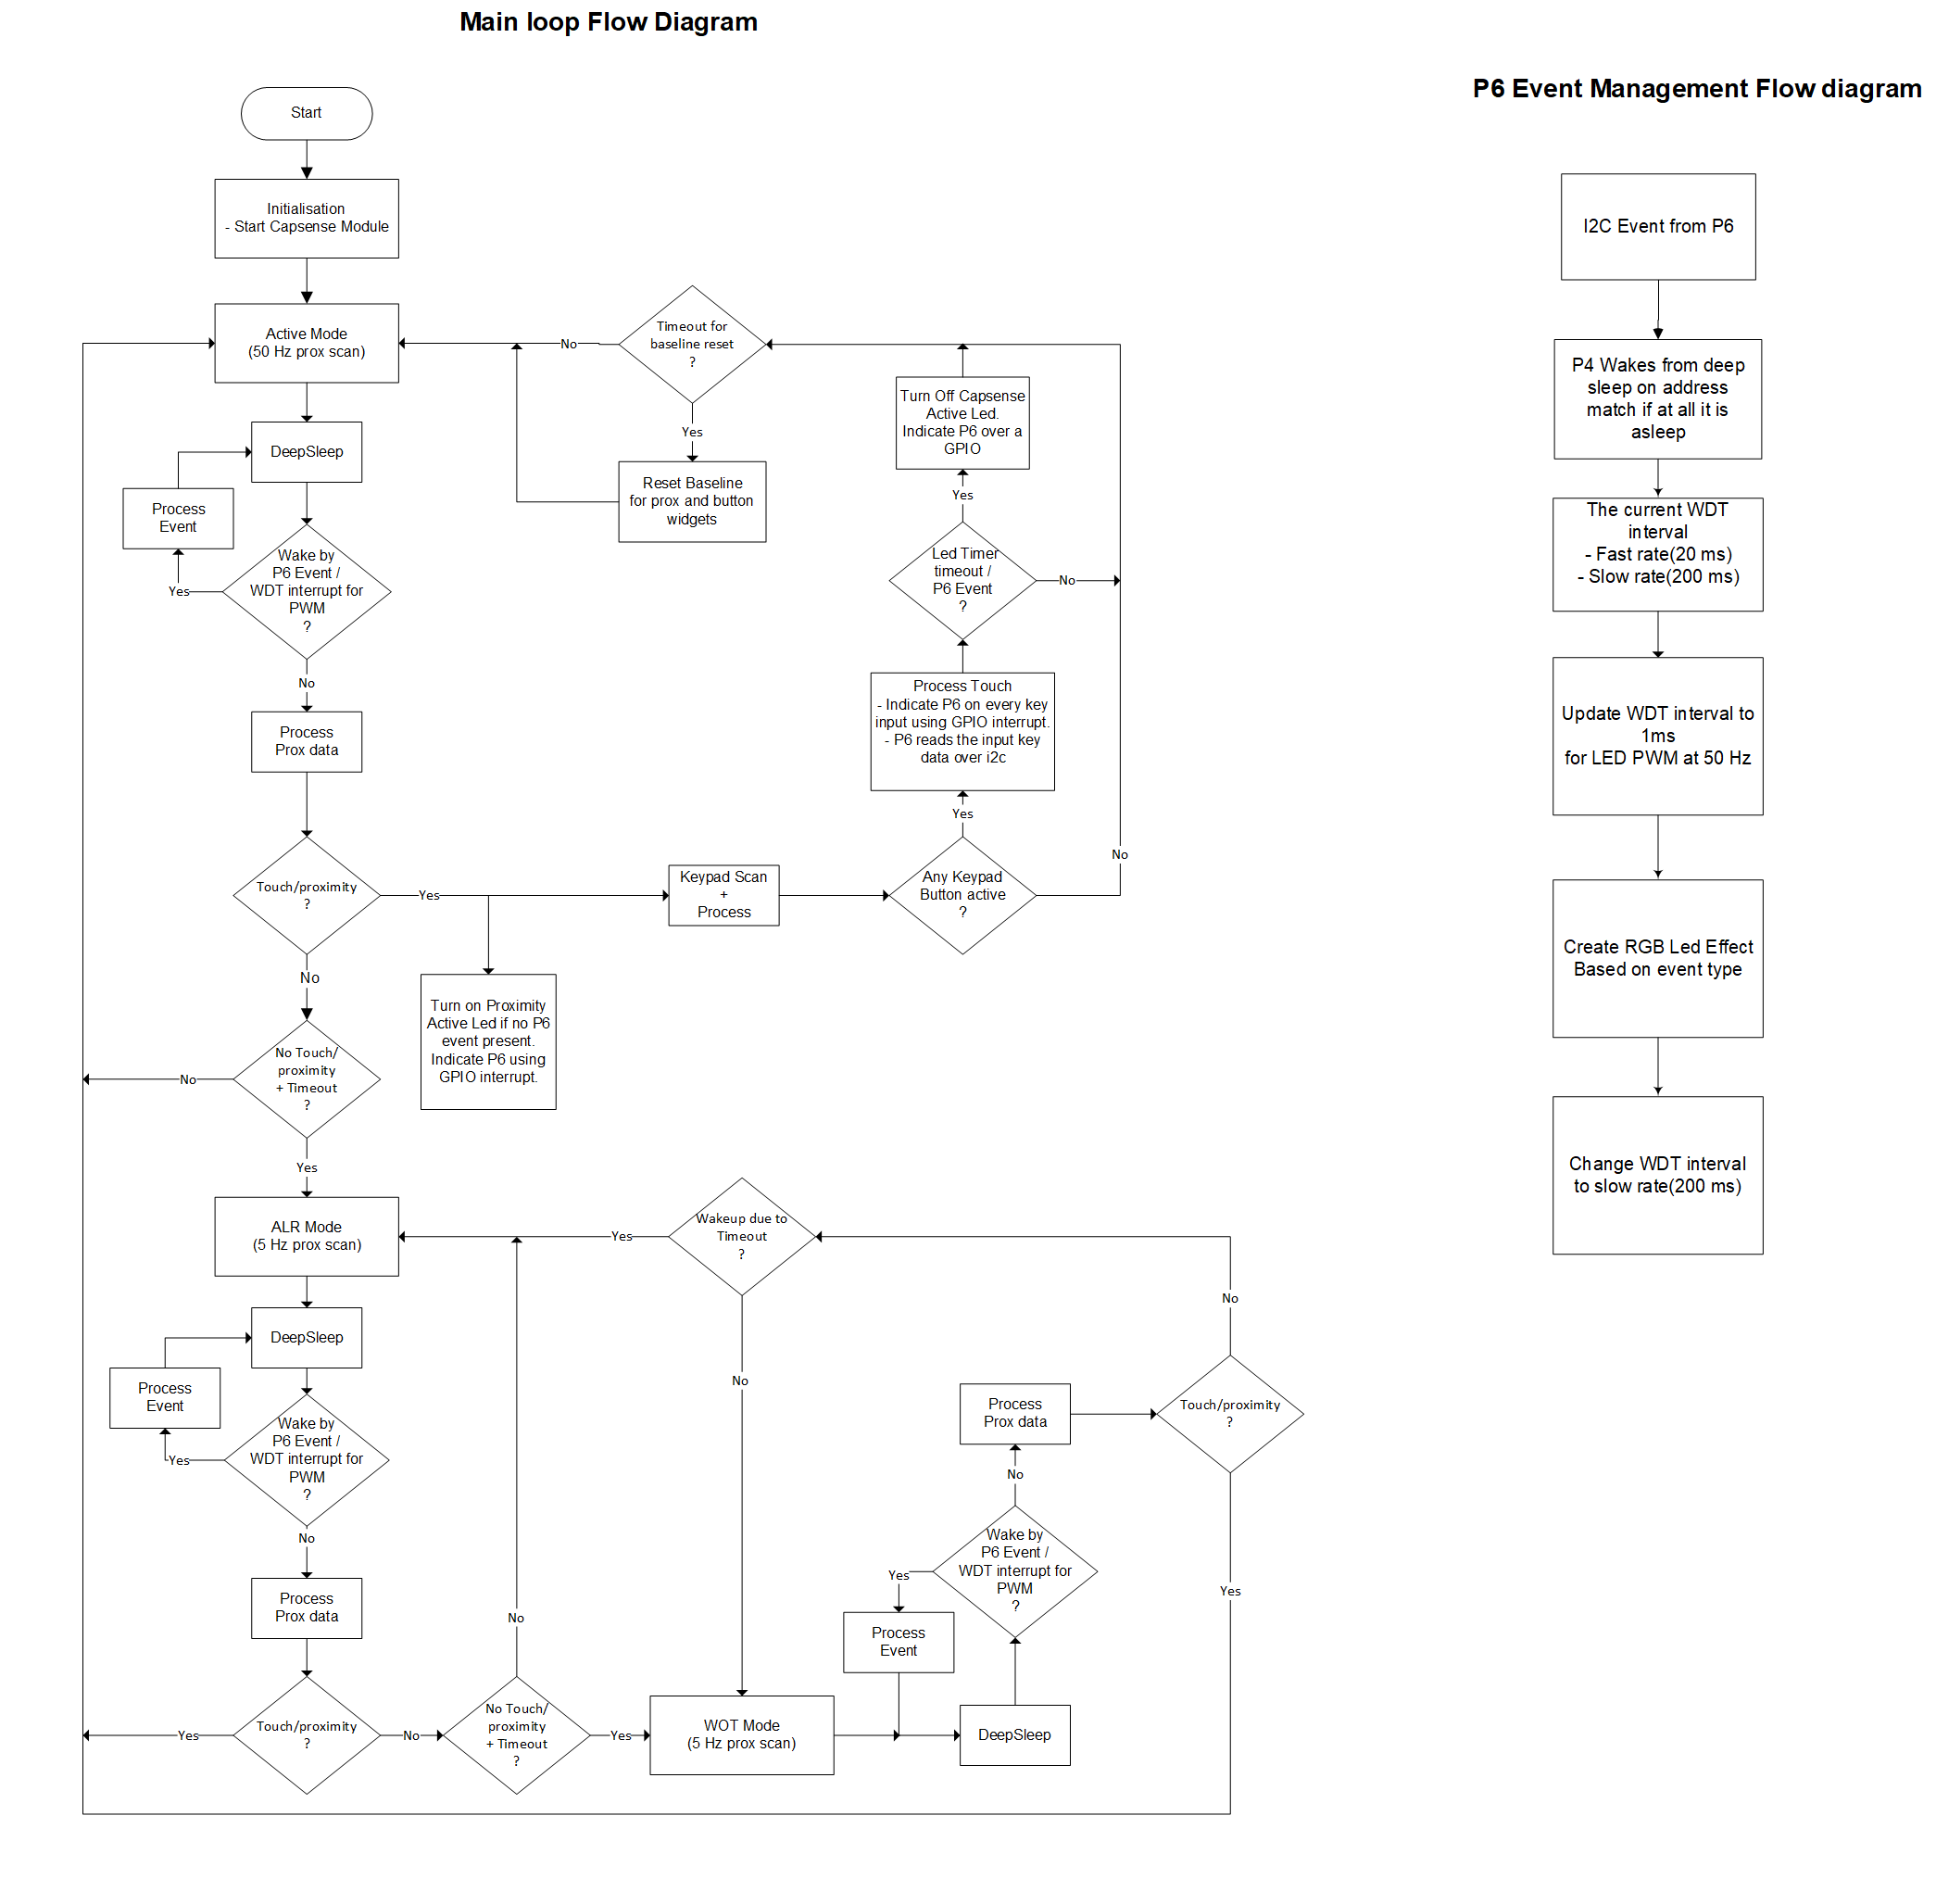 Main loop Flow Diagram
P6 Event Management Flow diagram
Start
Initialisation
- Start Capsense Module
Active Mode
(50 Hz prox scan)
No
Timeout for
baseline reset
?
Yes
Reset Baseline
for prox and button
widgets
Turn Off Capsense
Active Led.
Indicate P6 over a
GPIO
Yes
Led Timer
timeout /
P6 Event
?
No
DeepSleep
Process
Event
Yes
Wake by
P6 Event /
WDT interrupt for
PWM
?
No
Process
Prox data
Process Touch
- Indicate P6 on every key
input using GPIO interrupt.
- P6 reads the input key
data over i2c
Yes
No
Touch/proximity
?
Yes
Keypad Scan
+
Process
Any Keypad
Button active
?
No
Turn on Proximity
Active Led if no P6
event present.
Indicate P6 using
GPIO interrupt.
No Touch/
proximity
+ Timeout
?
No
Yes
ALR Mode
(5 Hz prox scan)
Yes
Wakeup due to
Timeout
?
No
No
DeepSleep
Process
Event
Yes
Wake by
P6 Event /
WDT interrupt for
PWM
?
No
Process
Prox data
Touch/proximity
?
Yes
No
No
No Touch/
proximity
+ Timeout
?
Yes
WOT Mode
(5 Hz prox scan)
DeepSleep
Process
Event
Yes
Wake by
P6 Event /
WDT interrupt for
PWM
?
No
Process
Prox data
Touch/proximity
?
Yes
I2C Event from P6
P4 Wakes from deep
sleep on address
match if at all it is
asleep
The current WDT
interval
- Fast rate(20 ms)
- Slow rate(200 ms)
Update WDT interval to
1ms
for LED PWM at 50 Hz
Create RGB Led Effect
Based on event type
Change WDT interval
to slow rate(200 ms)